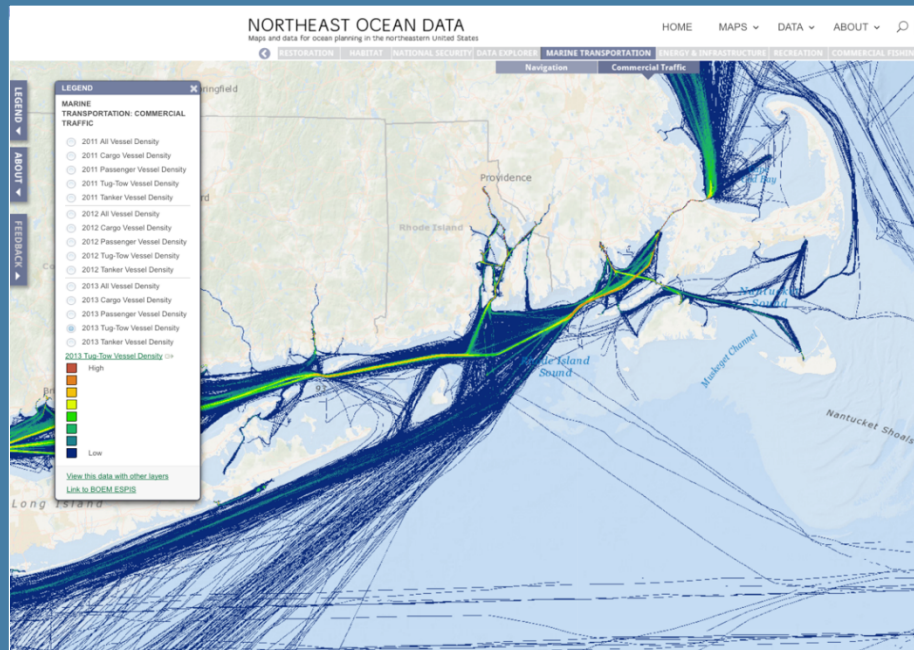 NORTHEAST OCEAN DATA
Maps and data for ocean planning in the northeastern United States
HOME MAPS DATA ABOUT
RESTORATION HABITAT NATIONAL SECURITY DATA EXPLORER MARINE TRANSPORTATION ENERGY & INFRASTRUCTURE RECREATION COMMERCIAL FISHIN
Navigation Commercial Traffic
LEGEND
ABOUT
FEEDBACK
LEGEND
MARINE
TRANSPORTATION: COMMERCIAL
TRAFFIC
2011 All Vessel Density
2011 Cargo Vessel Density
2011 Passenger Vessel Density
2011 Tug-Tow Vessel Density
2011 Tanker Vessel Density
2012 All Vessel Density
2012 Cargo Vessel Density
2012 Passenger Vessel Density
2012 Tug-Tow Vessel Density
2012 Tanker Vessel Density
2013 All Vessel Density
2013 Cargo Vessel Density
2013 Passenger Vessel Density
2013 Tug-Tow Vessel Density
2013 Tanker Vessel Density
2013 Tug-Tow Vessel Density
High
Low
View this data with other layers
Link to BOEM ESPIS
ringfield
Providence
Rhode Island
rd
Bay
Nantucket
Sound
Island
Sound
Muskeget Channel
Nantucket Shoals
Long Island